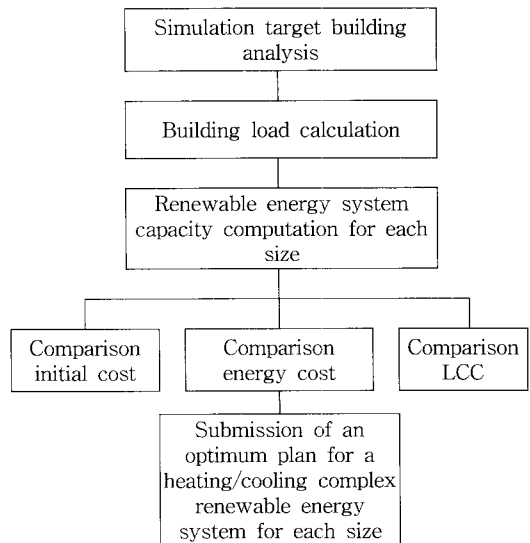 Simulation target building
analysis
Building load calculation
Renewable energy system
capacity computation for each
size
Comparison
initial cost
Comparison
energy cost
Comparison
LCC
Submission of an
optimum plan for a
heating/cooling complex
renewable energy
system for each size